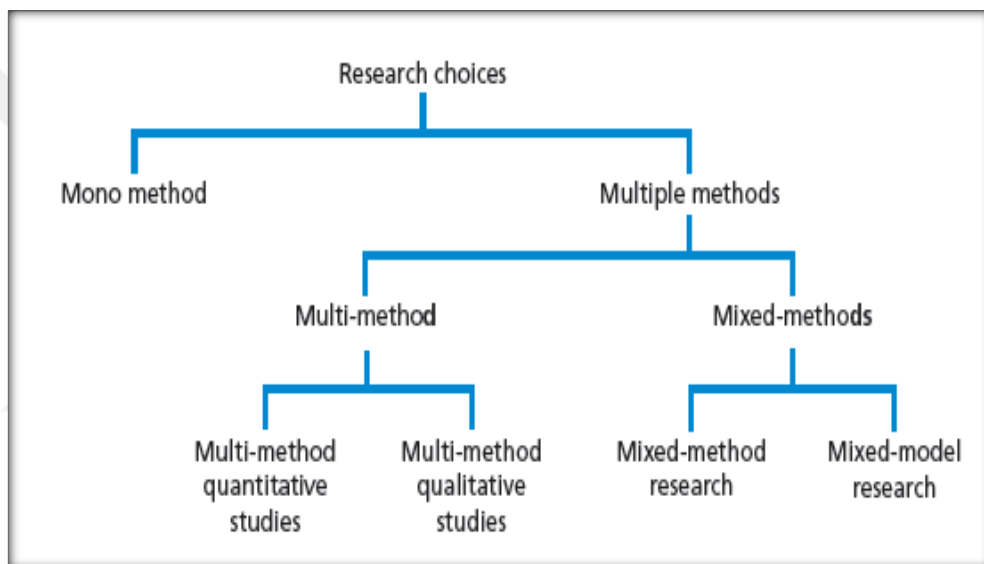 Research choices
Mono method
Multiple methods
Multi-method
Mixed-methods
Multi-method
quantitative
studies
Multi-method
qualitative
studies
Mixed-method
research
Mixed-model
research